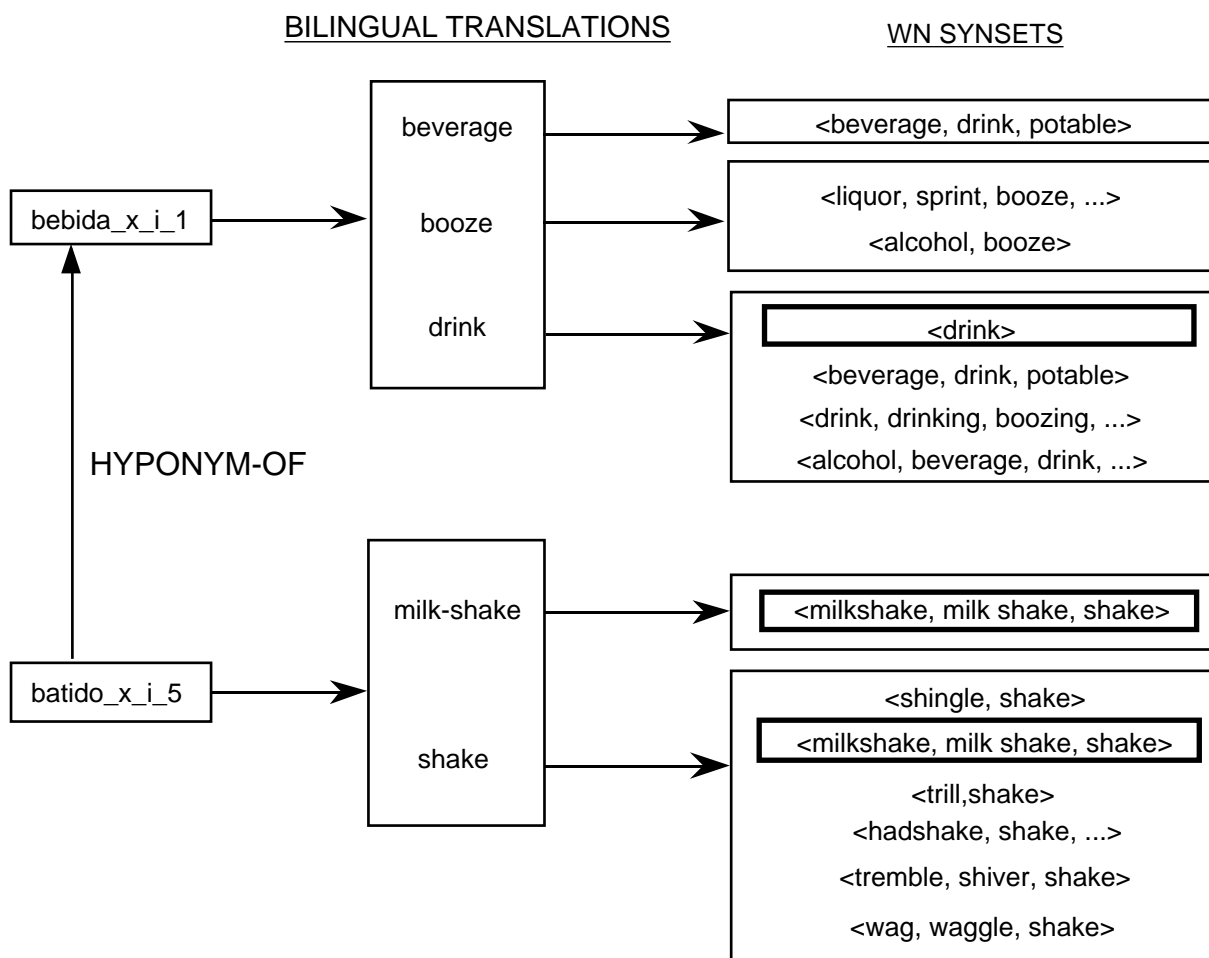 BILINGUAL TRANSLATIONS
WN SYNSETS
bebida_x_i_1
beverage
booze
drink
<beverage, drink, potable>
<liquor, sprint, booze, ...>
<alcohol, booze>
<drink>
<beverage, drink, potable>
<drink, drinking, boozing, ...>
<alcohol, beverage, drink, ...>
HYPONYM-OF
batido_x_i_5
milk-shake
shake
<milkshake, milk shake, shake>
<shingle, shake>
<milkshake, milk shake, shake>
<trill,shake>
<hadshake, shake, ...>
<tremble, shiver, shake>
<wag, waggle, shake>